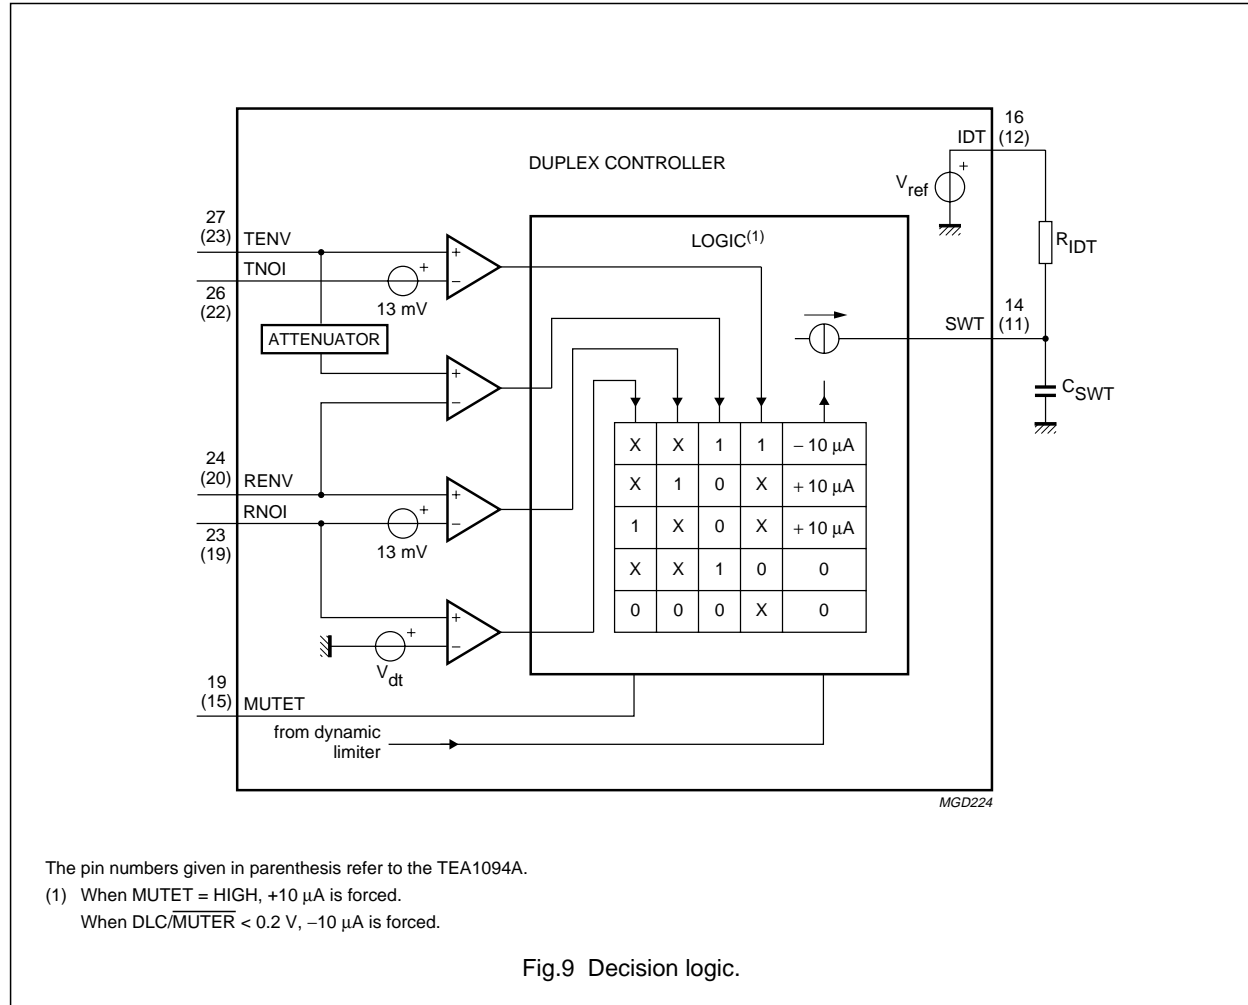 DUPLEX CONTROLLER
IDT
16
(12)
Vref
RIDT
27
(23)
TENV
TNOI
26
(22)
13 mV
LOGIC(1)
ATTENUATOR
SWT
14
(11)
CSWT
X X 1 1 − 10 μA
X 1 0 X + 10 μA
1 X 0 X + 10 μA
X X 1 0 0
0 0 0 X 0
24
(20)
RENV
RNOI
23
(19)
13 mV
Vdt
19
(15)
MUTET
from dynamic
limiter
MGD224
The pin numbers given in parenthesis refer to the TEA1094A.
(1) When MUTET = HIGH, +10 μA is forced.
When DLC/MUTER < 0.2 V, −10 μA is forced.
Fig.9 Decision logic.